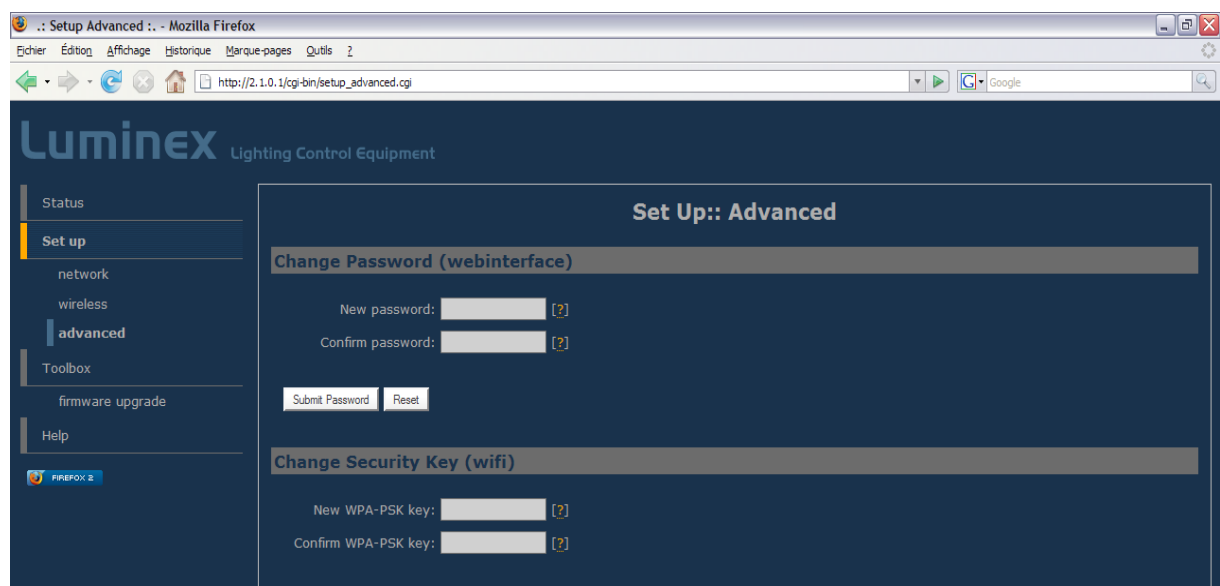 .: Setup Advanced :. - Mozilla Firefox
Fichier Édition Affichage Historique Marque-pages Outils ?
http://2.1.0.1/cgi-bin/setup_advanced.cgi
G Google
Luminex Lighting Control Equipment
Status
Set up
network
wireless
advanced
Toolbox
firmware upgrade
Help
FIREFOX 2
Set Up:: Advanced
Change Password (webinterface)
New password: [?]
Confirm password: [?]
Submit Password Reset
Change Security Key (wifi)
New WPA-PSK key: [?]
Confirm WPA-PSK key: [?]